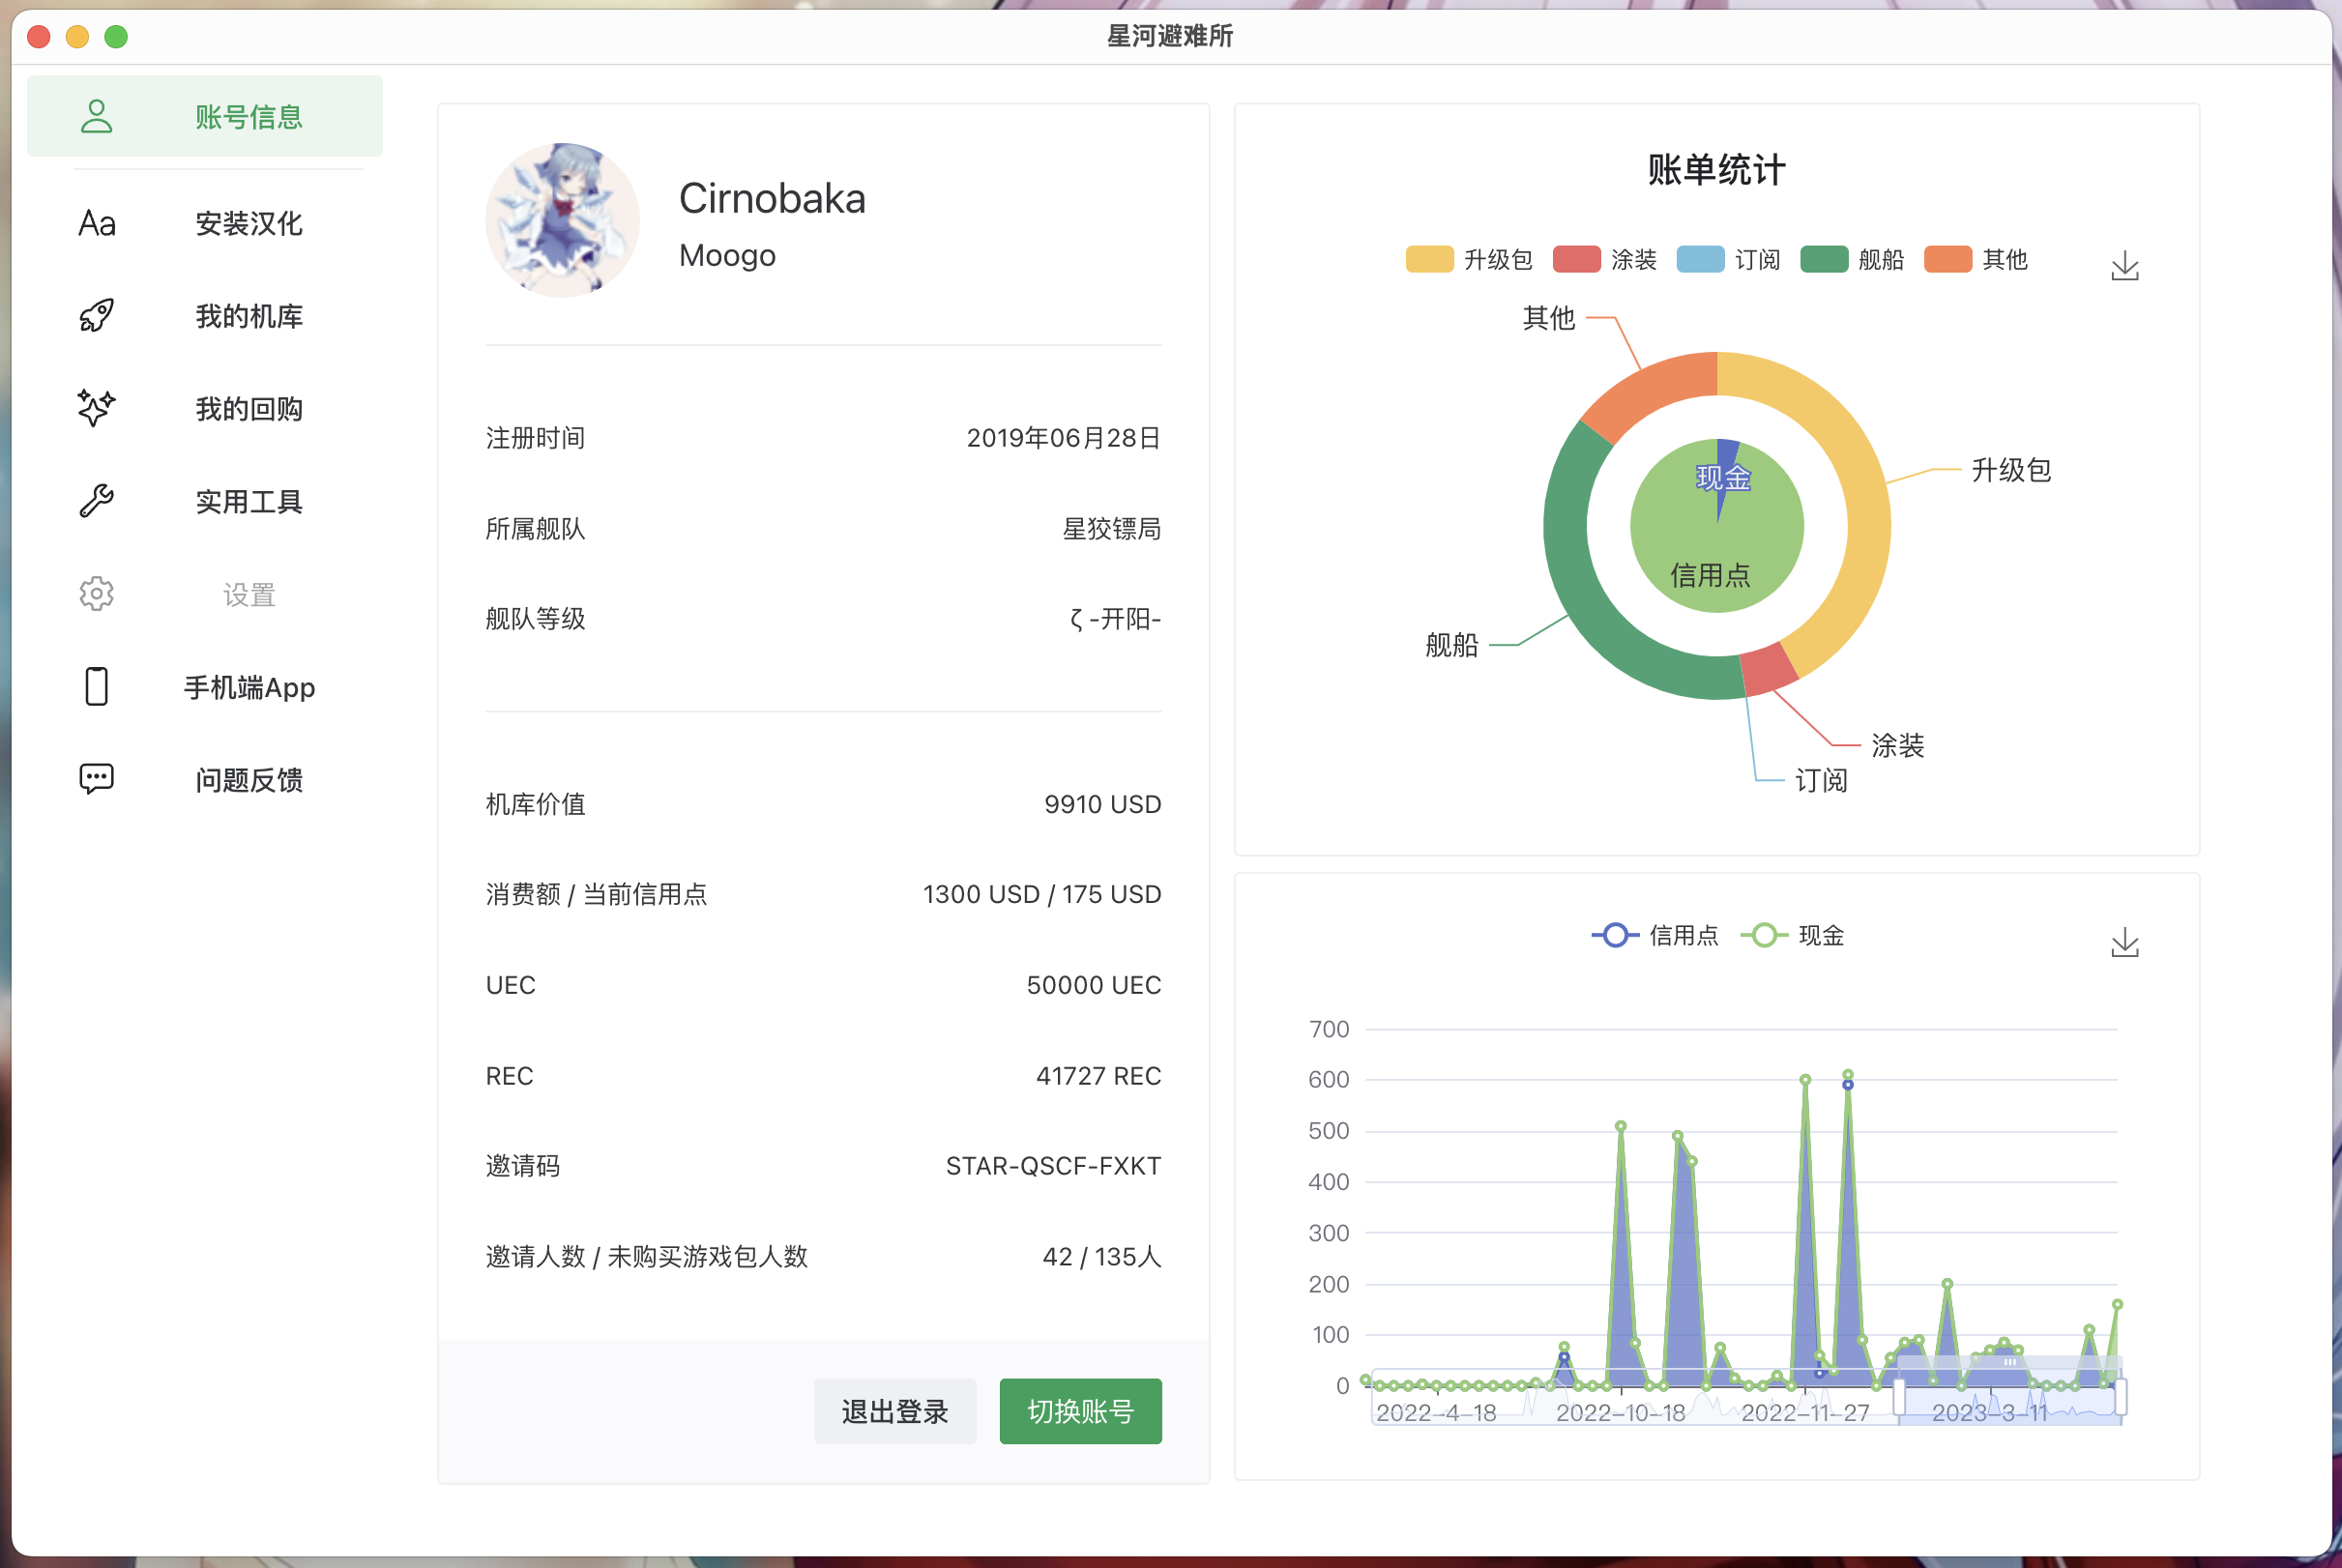 星河避难所
账号信息
安装汉化
我的机库
我的回购
实用工具
设置
手机端App
问题反馈
Cirnobaka
Moogo
注册时间 2019年06月28日
所属舰队 星狡镖局
舰队等级 ζ -开阳-
机库价值 9910 USD
消费额 / 当前信用点 1300 USD / 175 USD
UEC 50000 UEC
REC 41727 REC
邀请码 STAR-QSCF-FXKT
邀请人数 / 未购买游戏包人数 42 / 135人
退出登录 切换账号
账单统计
升级包 涂装 订阅 舰船 其他
其他
升级包
现金
信用点
舰船
涂装
订阅
信用点 现金
700
600
500
400
300
200
100
0
2022-4-18 2022-10-18 2022-11-27 2023-3-11